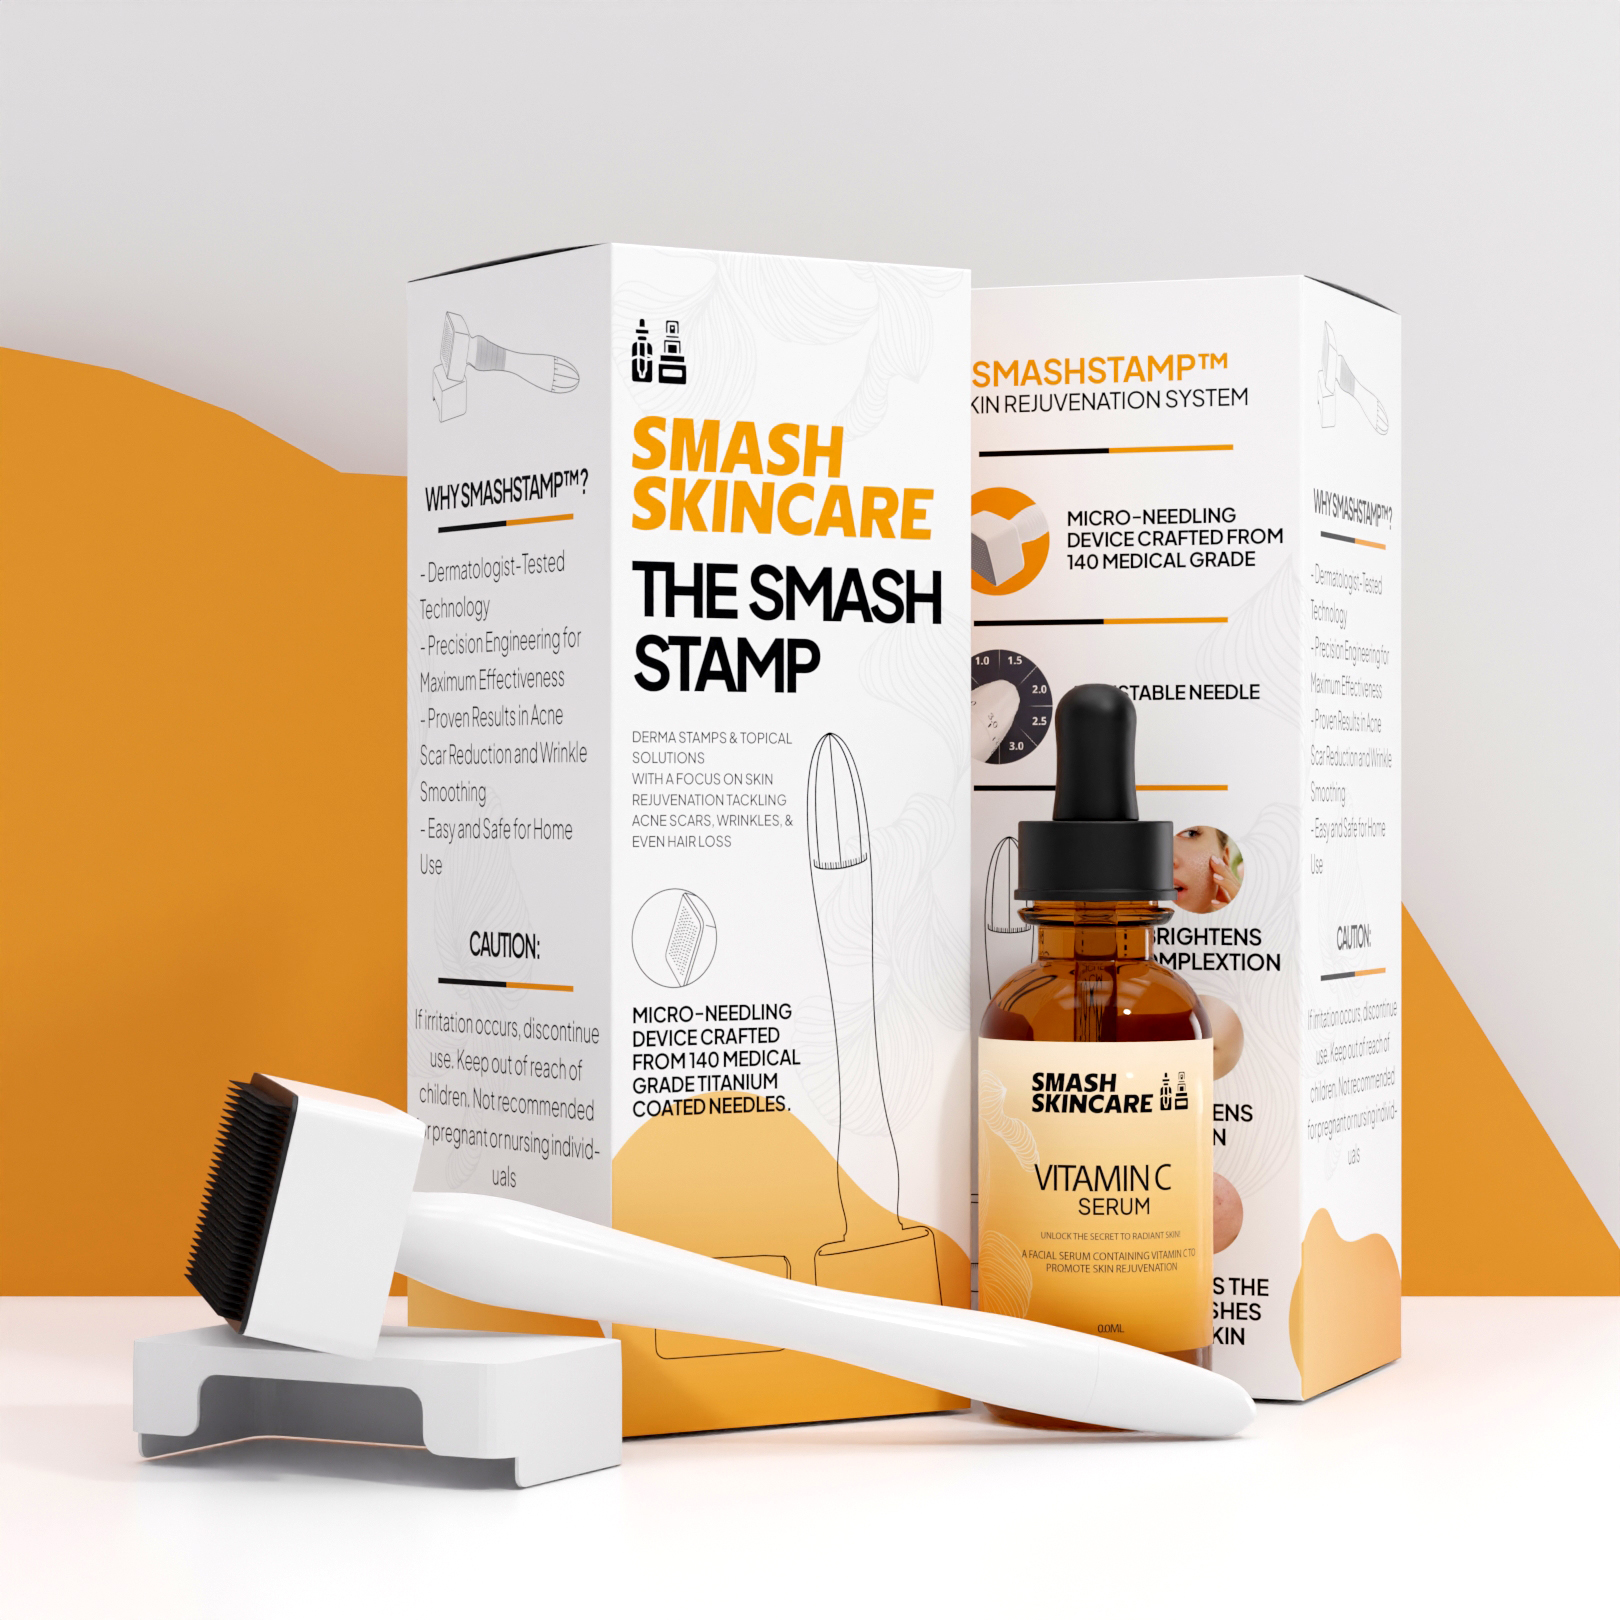 WHY SMASHSTAMP™?
- Dermatologist-Tested
Technology
- Precision Engineering for
Maximum Effectiveness
- Proven Results in Acne
Scar Reduction and Wrinkle
Smoothing
- Easy and Safe for Home
Use
CAUTION:
If irritation occurs, discontinue
use. Keep out of reach of
children. Not recommended
pregnant or nursing individ-
uals
SMASH
SKINCARE
THE SMASH
STAMP
DERMA STAMPS & TOPICAL
SOLUTIONS
WITH A FOCUS ON SKIN
REJUVENATION TACKLING
ACNE SCARS, WRINKLES, &
EVEN HAIR LOSS
MICRO-NEEDLING
DEVICE CRAFTED
FROM 140 MEDICAL
GRADE TITANIUM
COATED NEEDLES.
SMASHSTAMP™
KIN REJUVENATION SYSTEM
MICRO-NEEDLING
DEVICE CRAFTED FROM
140 MEDICAL GRADE
1.0 1.5
2.0
2.5
3.0
STABLE NEEDLE
BRIGHTENS
OMPLEXTION
ENS
N
S THE
SHES
KIN
SMASH
SKINCARE
VITAMIN C
SERUM
UNLOCK THE SECRET TO RADIANT SKIN!
A FACIAL SERUM CONTAINING VITAMIN C TO
PROMOTE SKIN REJUVENATION
0.0ML
WHY SMASHSTAMP™?
- Dermatologist-Tested
Technology
- Precision Engineering for
Maximum Effectiveness
- Proven Results in Acne
Scar Reduction and Wrinkle
Smoothing
- Easy and Safe for Home
Use
CAUTION:
If irritation occurs, discontinue
use. Keep out of reach of
children. Not recommended
for pregnant or nursing individ-
uals